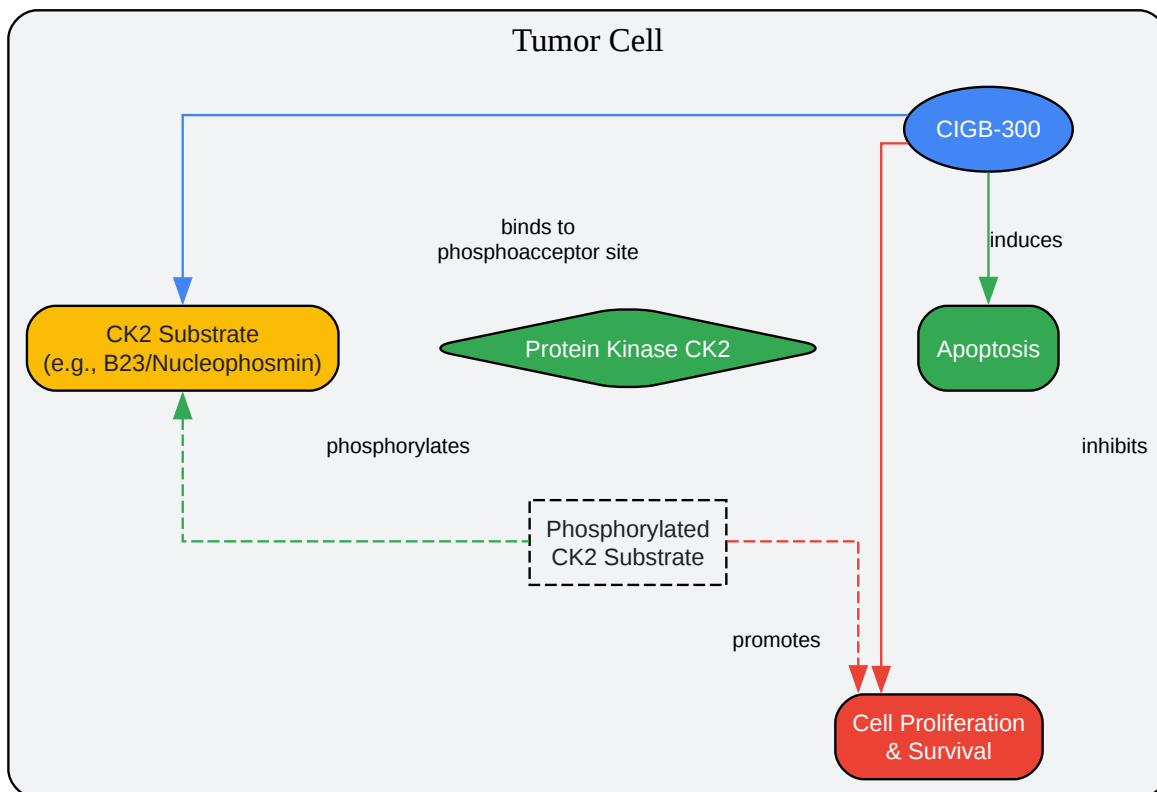 Tumor Cell
CIGB-300
binds to
phosphoacceptor site
induces
CK2 Substrate
(e.g., B23/Nucleophosmin)
Protein Kinase CK2
Apoptosis
phosphorylates
inhibits
Phosphorylated
CK2 Substrate
promotes
Cell Proliferation
& Survival